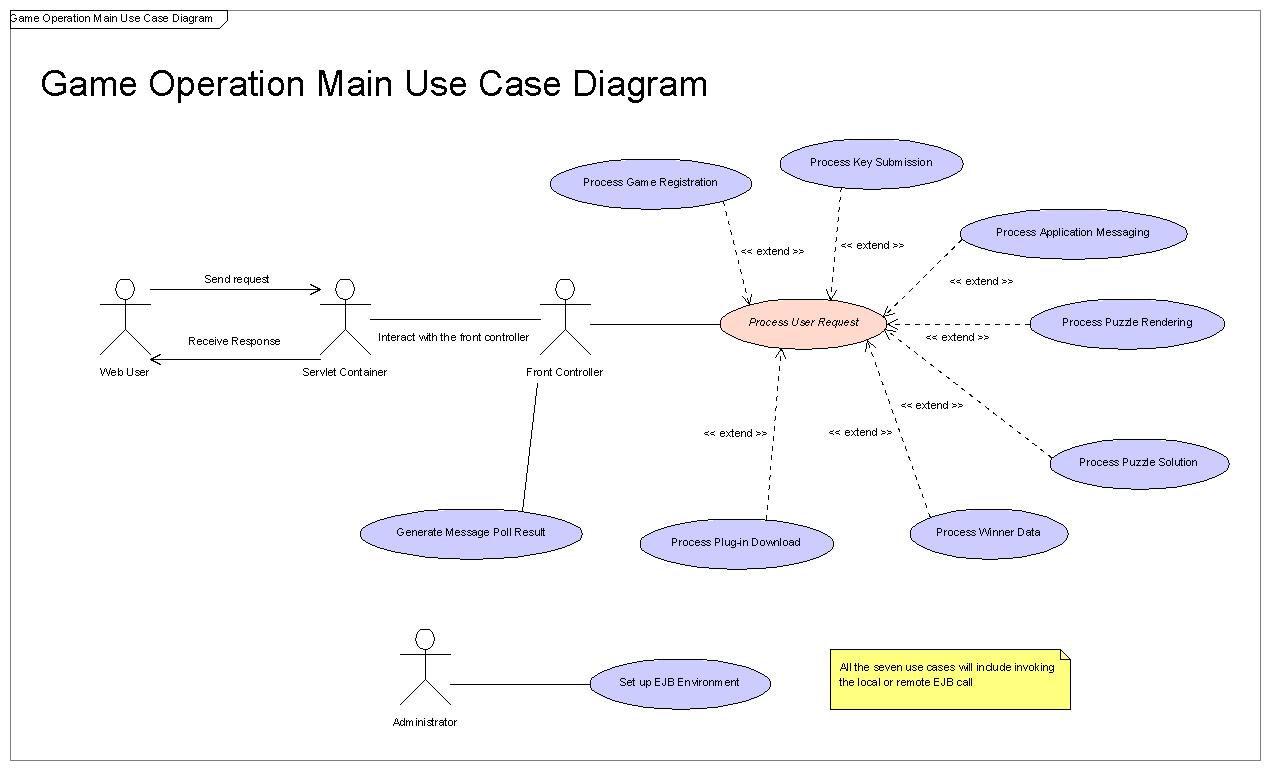 Game Operation Main Use Case Diagram
Game Operation Main Use Case Diagram
Process Key Submission
Process Game Registration
Process Application Messaging
<< extend >>
<< extend >>
<< extend >>
Send request
Process User Request
Process Puzzle Rendering
Receive Response
Interact with the front controller
<< extend >>
Web User
Servlet Container
Front Controller
<< extend >>
<< extend >>
<< extend >>
Process Puzzle Solution
Generate Message Poll Result
Process Plug-in Download
Process Winner Data
All the seven use cases will include invoking
the local or remote EJB call
Set up EJB Environment
Administrator